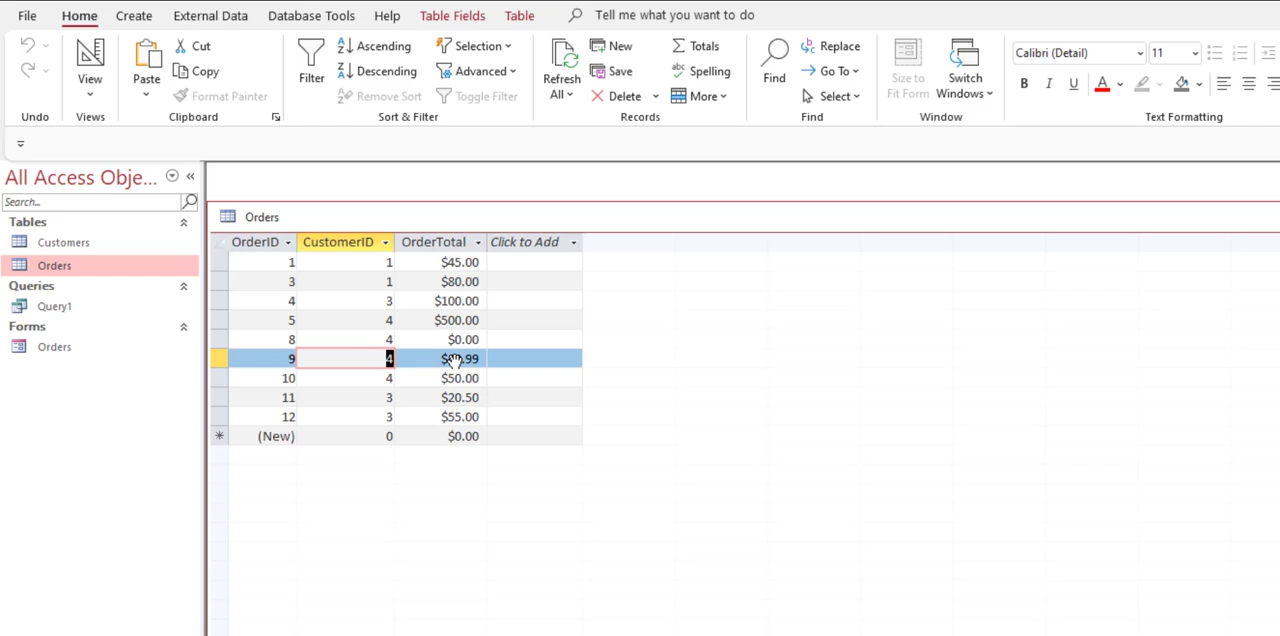 File Home Create External Data Database Tools Help Table Fields Table Tell me what you want to do
View
Paste
Cut
Copy
Format Painter
Filter
Ascending
Descending
Remove Sort
Selection
Advanced
Toggle Filter
Refresh
All
New
Save
Delete
Totals
Spelling
More
Find
Replace
Go To
Select
Size to
Fit Form
Switch
Windows
Calibri (Detail) 11
B I U A
Undo Views Clipboard Sort & Filter Records Find Window Text Formatting
All Access Obje...
Search...
Tables
Customers
Orders
Queries
Query1
Forms
Orders
Orders
OrderID CustomerID OrderTotal Click to Add
1 1 $45.00
3 1 $80.00
4 3 $100.00
5 4 $500.00
8 4 $0.00
9 4
10 4 $50.00
11 3 $20.50
12 3 $55.00
* (New) 0 $0.00